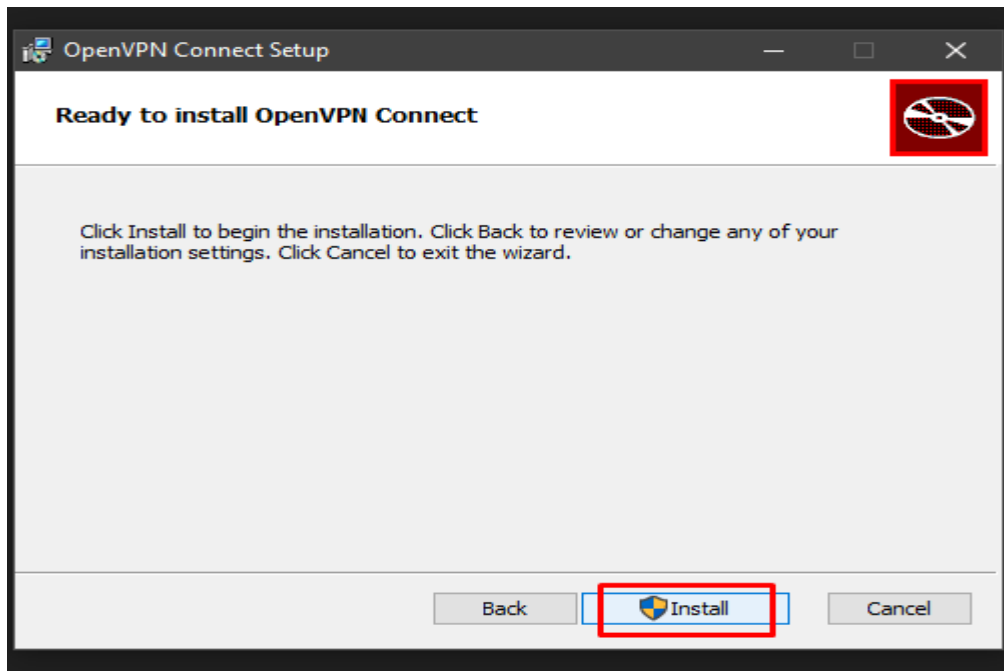 OpenVPN Connect Setup
Ready to install OpenVPN Connect
Click Install to begin the installation. Click Back to review or change any of your
installation settings. Click Cancel to exit the wizard.
Back Install Cancel